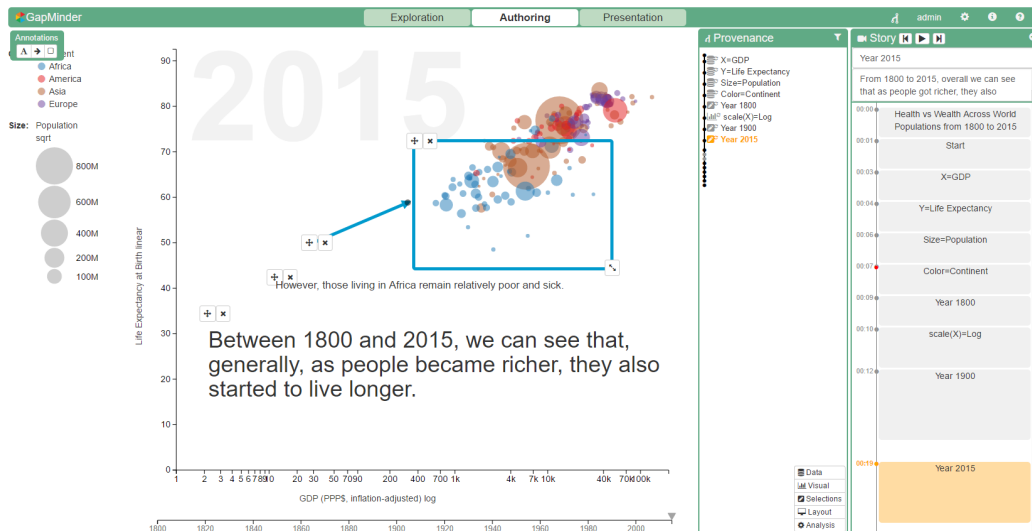 GapMinder
Exploration
Authoring
Presentation
admin
Annotations
A
Africa
America
Asia
Europe
Size: Population
sqrt
800M
600M
400M
200M
100M
2015
Life Expectancy at Birth linear
90
80
70
60
50
40
30
20
10
0
However, those living in Africa remain relatively poor and sick.
Between 1800 and 2015, we can see that,
generally, as people became richer, they also
started to live longer.
1 2 3 4 5 6 7 8 9 10 20 30 50 70 90 200 400 700 1k 2k 4k 7k 10k 20k 40k 70k 100k
GDP (PPP$, inflation-adjusted) log
1800 1820 1840 1860 1880 1900 1920 1940 1960 1980 2000
Data
Visual
Selections
Layout
Analysis
Provenance
X=GDP
Y=Life Expectancy
Size=Population
Color=Continent
Year 1800
scale(X)=Log
Year 1900
Year 2015
Story
Year 2015
From 1800 to 2015, overall we can see
that as people got richer, they also
00:00
Health vs Wealth Across World
Populations from 1800 to 2015
00:01
Start
00:03
X=GDP
00:04
Y=Life Expectancy
00:06
Size=Population
00:07
Color=Continent
00:09
Year 1800
00:10
scale(X)=Log
00:12
Year 1900
00:19
Year 2015